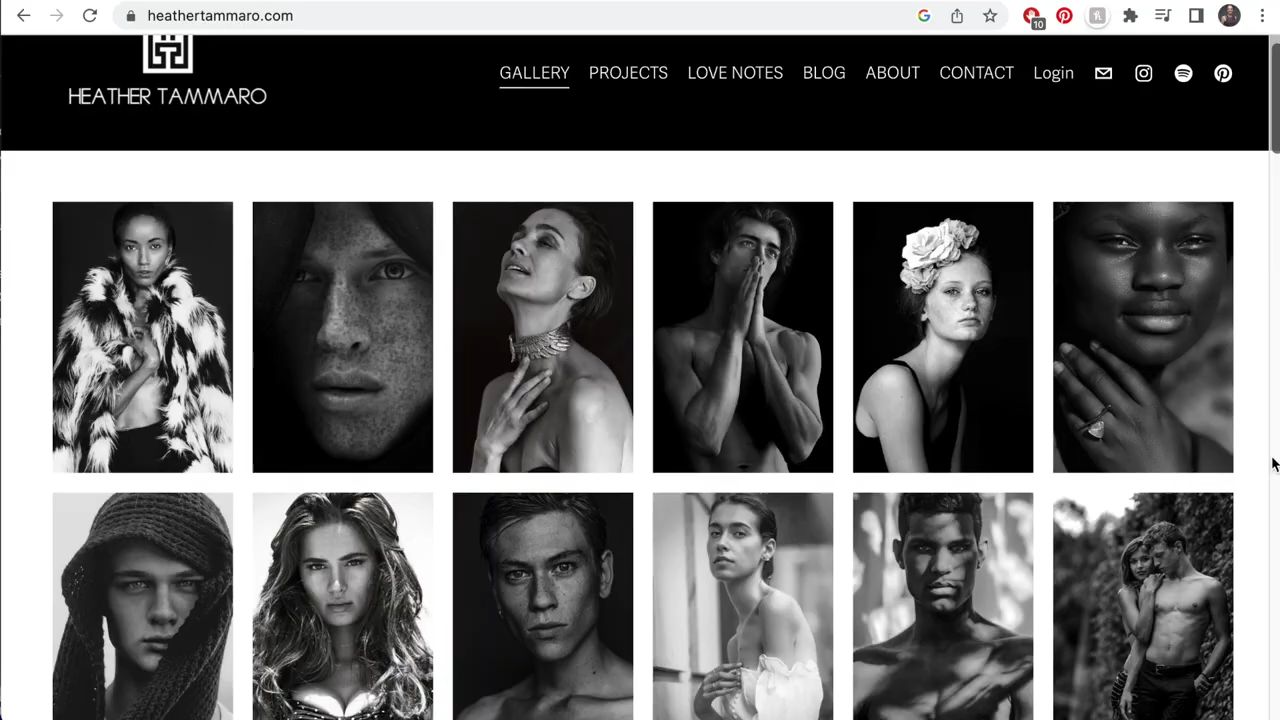 heathertammaro.com
10
HEATHER TAMMARO
GALLERY PROJECTS LOVE NOTES BLOG ABOUT CONTACT Login